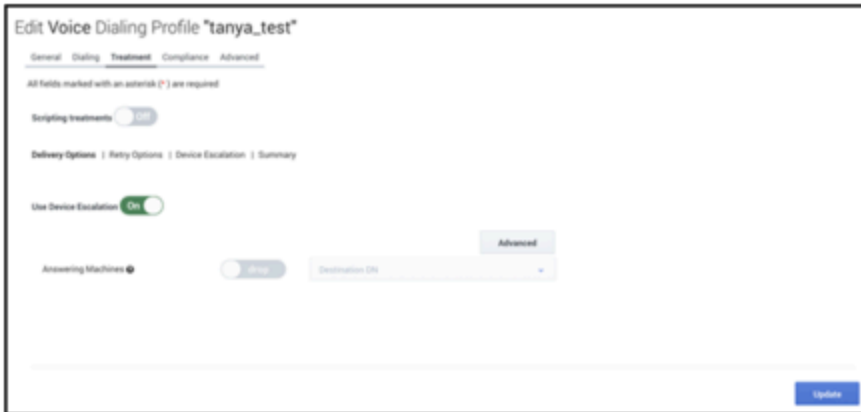 Edit Voice Dialing Profile "tanya_test"
General Dialing Treatment Compliance Advanced
All fields marked with an asterisk (*) are required
Scripting treatments Off
Delivery Options | Retry Options | Device Escalation | Summary
Use Device Escalation On
Advanced
Answering Machines drop Destination DN
Update